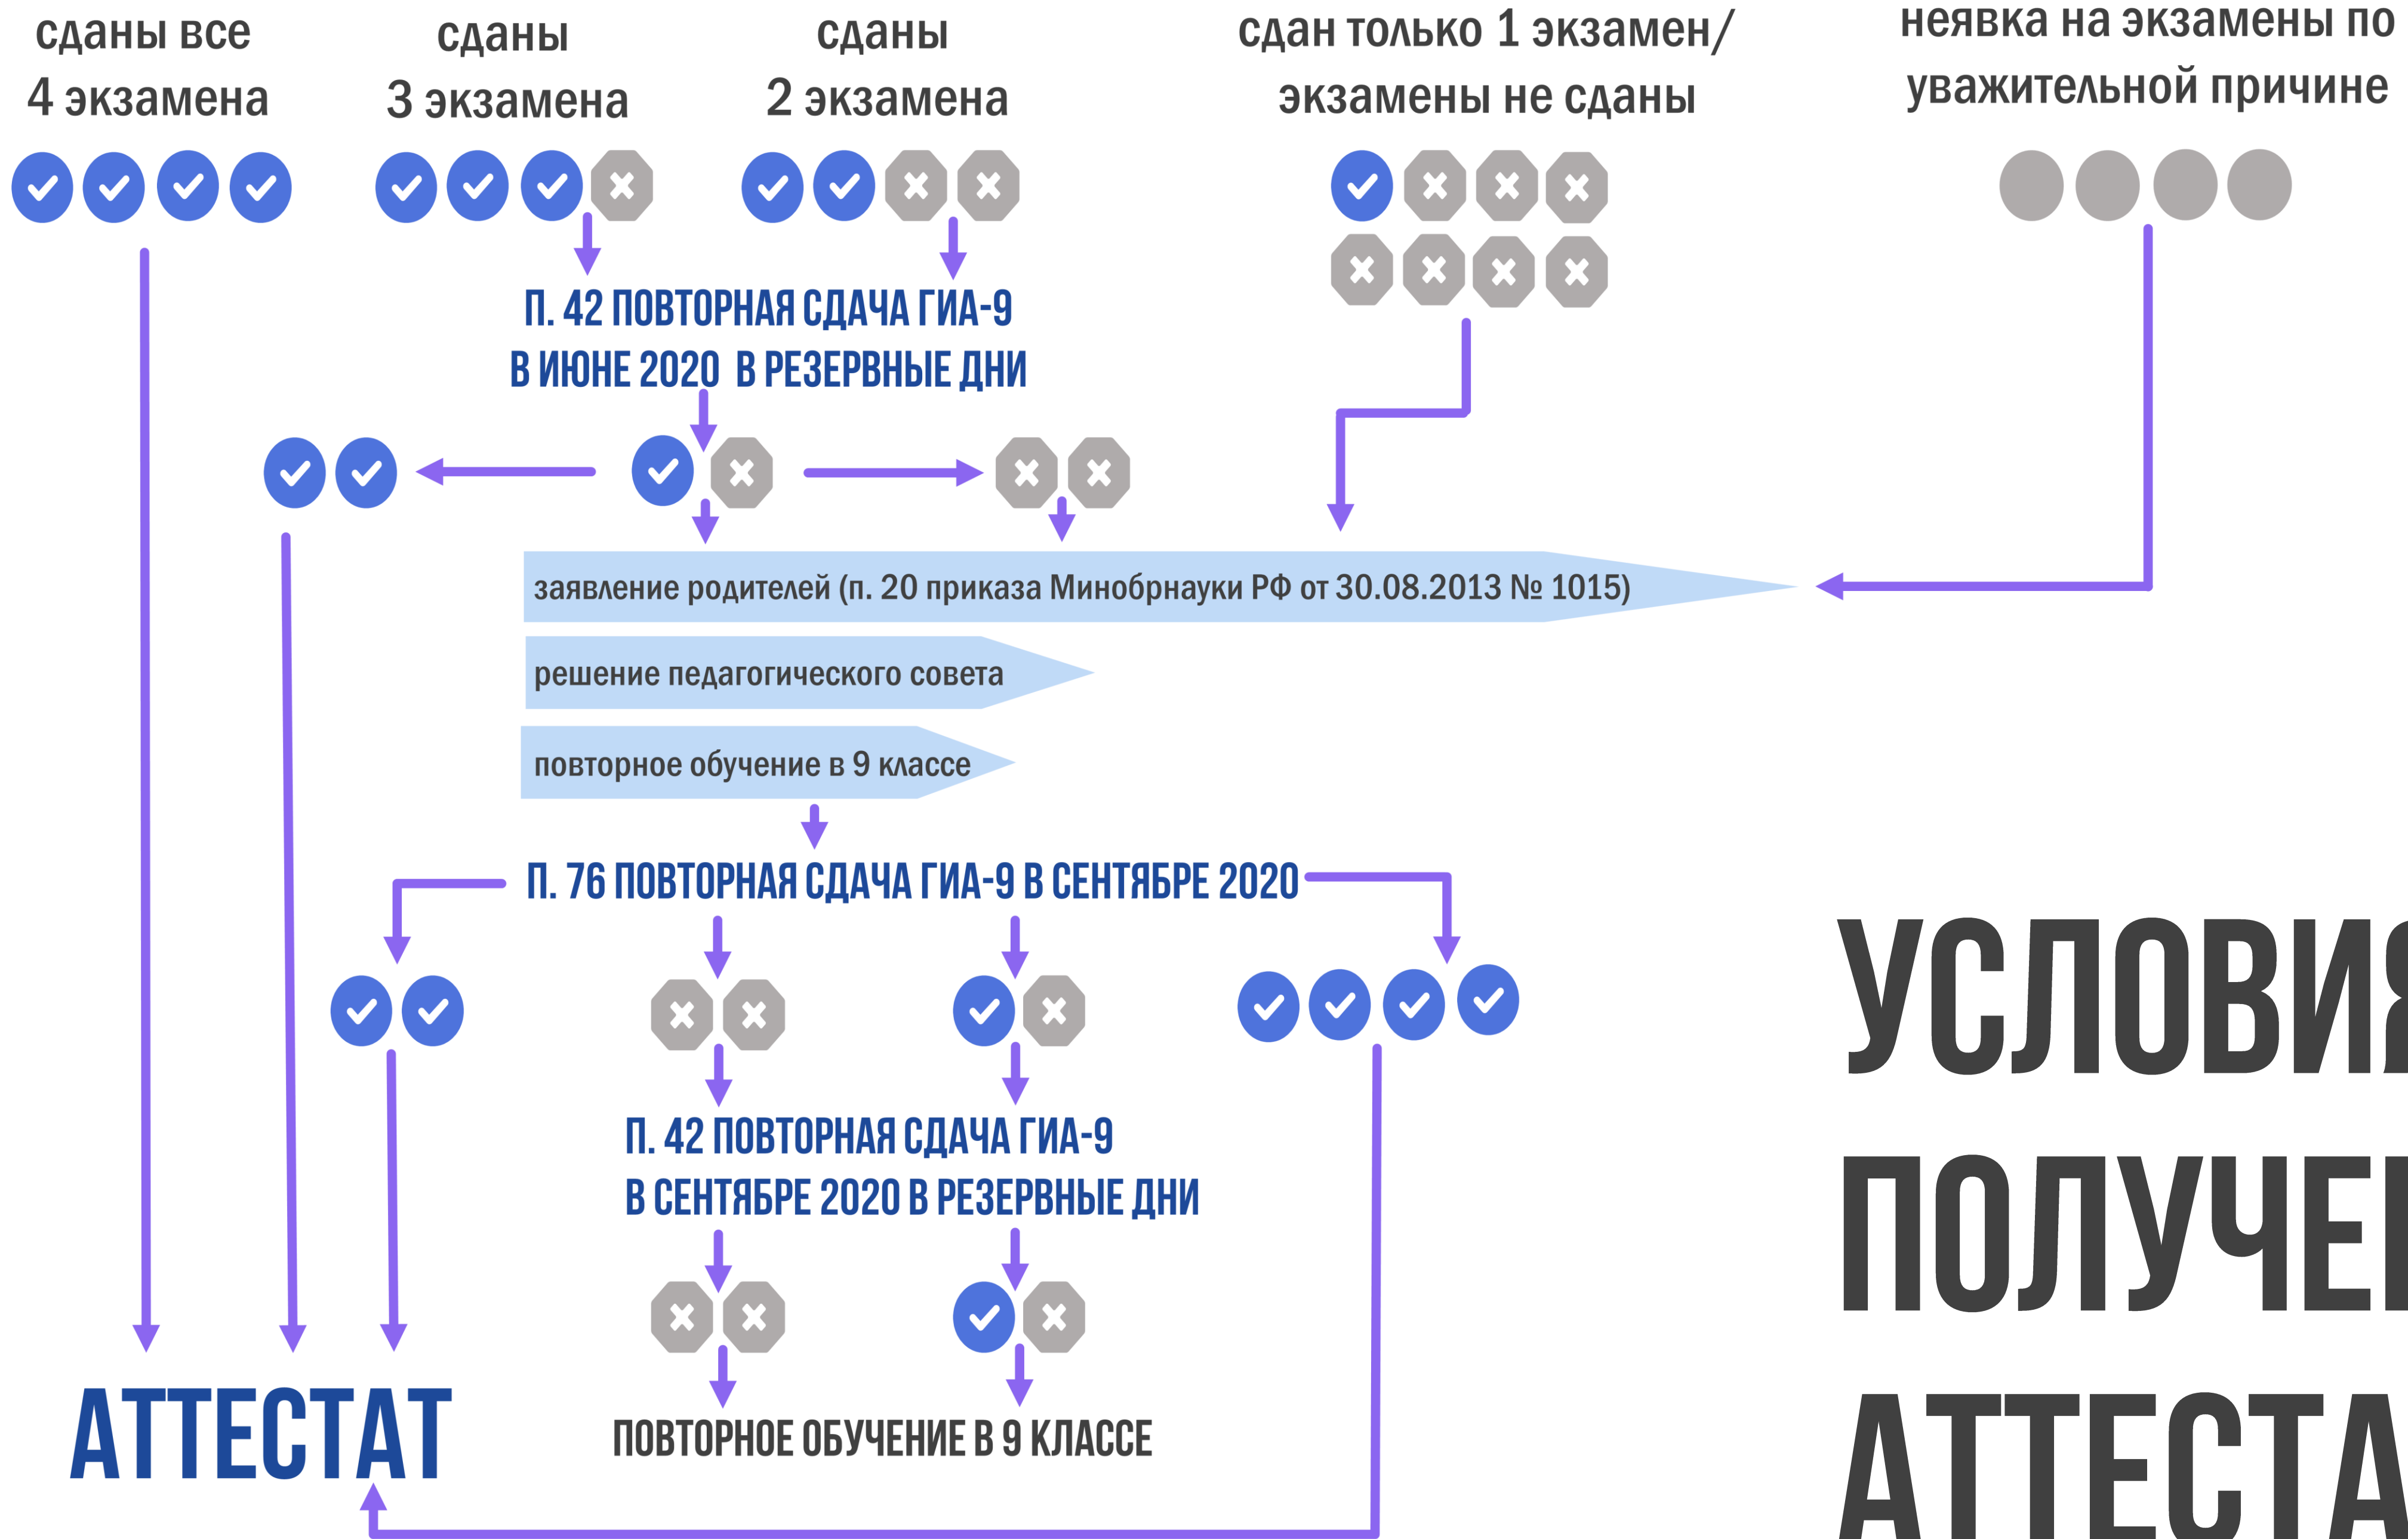 сданы все
4 экзамена
сданы
3 экзамена
сданы
2 экзамена
сдан только 1 экзамен/
экзамены не сданы
неявка на экзамены по
уважительной причине
П. 42 ПОВТОРНАЯ СДАЧА ГИА-9
В ИЮНЕ 2020 В РЕЗЕРВНЫЕ ДНИ
заявление родителей (п. 20 приказа Минобрнауки РФ от 30.08.2013 № 1015)
решение педагогического совета
повторное обучение в 9 классе
П. 76 ПОВТОРНАЯ СДАЧА ГИА-9 В СЕНТЯБРЕ 2020
П. 42 ПОВТОРНАЯ СДАЧА ГИА-9
В СЕНТЯБРЕ 2020 В РЕЗЕРВНЫЕ ДНИ
ПОВТОРНОЕ ОБУЧЕНИЕ В 9 КЛАССЕ
АТТЕСТАТ
УСЛОВИЯ
ПОЛУЧЕ
АТТЕСТА